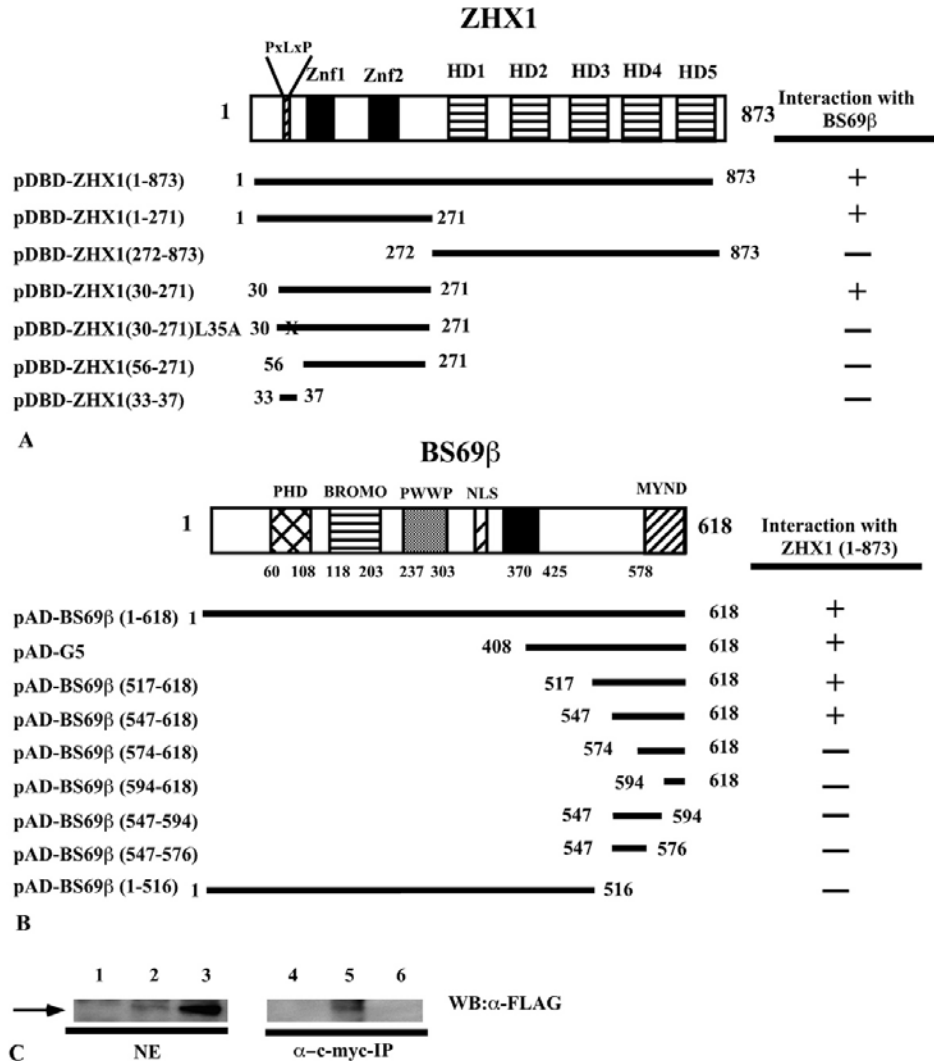 ZHX1
PxLxP
Znf1 Znf2 HD1 HD2 HD3 HD4 HD5
1 873
Interaction with
BS69β
pDBD-ZHX1(1-873) 1 873 +
pDBD-ZHX1(1-271) 1 271 +
pDBD-ZHX1(272-873) 272 873 —
pDBD-ZHX1(30-271) 30 271 +
pDBD-ZHX1(30-271)L35A 30 X 271 —
pDBD-ZHX1(56-271) 56 271 —
pDBD-ZHX1(33-37) 33 37 —
A
BS69β
PHD BROMO PWWP NLS MYND
1 618
Interaction with
ZHX1 (1-873)
60 108 118 203 237 303 370 425 578
pAD-BS69β (1-618) 1 618 +
pAD-G5 408 618 +
pAD-BS69β (517-618) 517 618 +
pAD-BS69β (547-618) 547 618 +
pAD-BS69β (574-618) 574 618 —
pAD-BS69β (594-618) 594 618 —
pAD-BS69β (547-594) 547 594 —
pAD-BS69β (547-576) 547 576 —
pAD-BS69β (1-516) 1 516 —
B
1 2 3 4 5 6
WB:α-FLAG
NE α-c-myc-IP
C